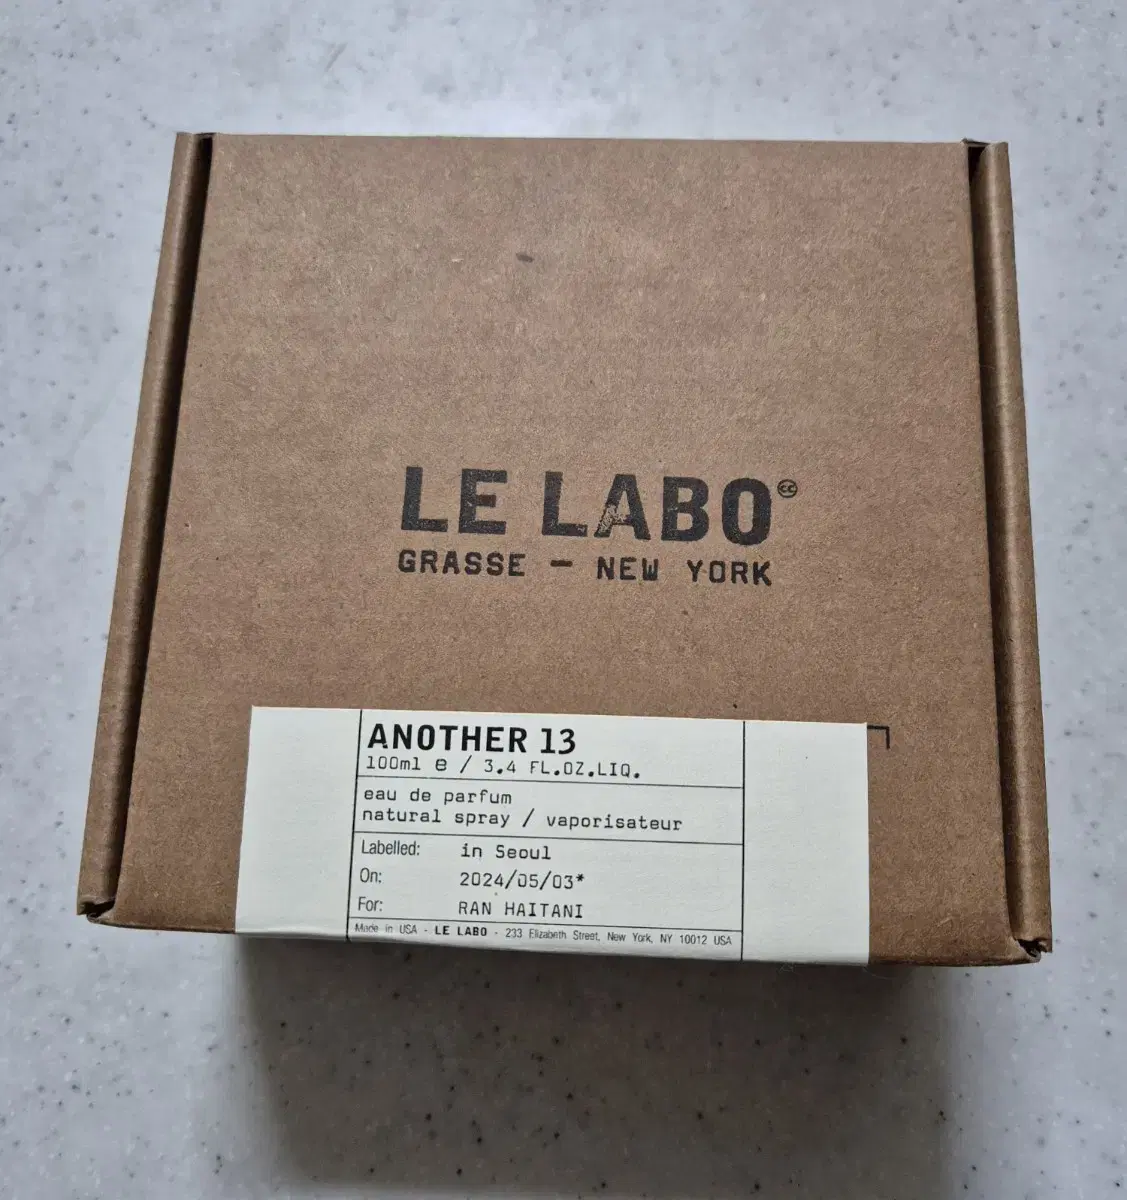 LE LABO
GRASSE — NEW YORK
ANOTHER 13
100ml e / 3.4 FL.OZ.LIQ.
eau de parfum
natural spray / vaporisateur
Labelled: in Seoul
On: 2024/05/03*
For: RAN HAITANI
Made in USA - LE LABO - 233 Elizabeth Street, New York, NY 10012 USA